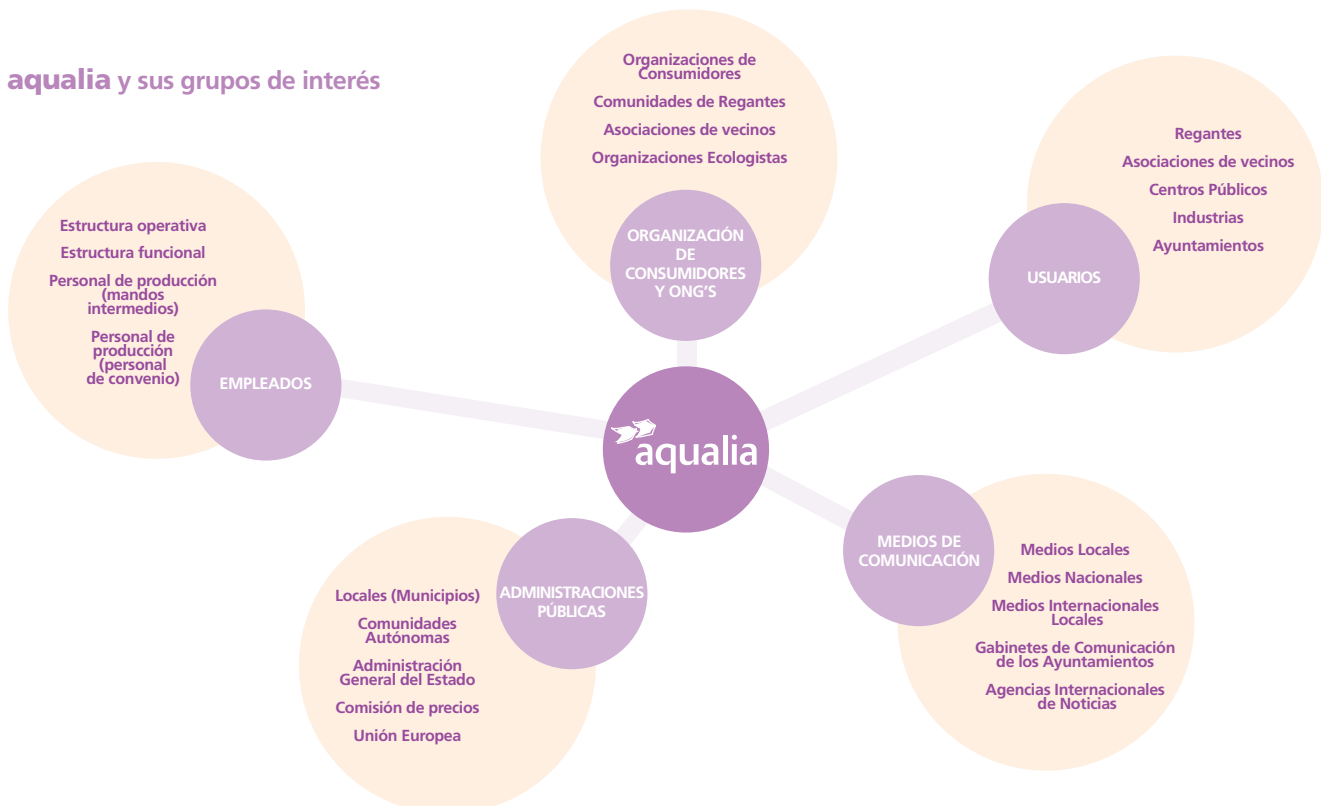 aqualia y sus grupos de interés
Organizaciones de
Consumidores
Comunidades de Regantes
Asociaciones de vecinos
Organizaciones Ecologistas
ORGANIZACIÓN
DE
CONSUMIDORES
Y ONG'S
Regantes
Asociaciones de vecinos
Centros Públicos
Industrias
Ayuntamientos
USUARIOS
Estructura operativa
Estructura funcional
Personal de producción
(mandos
intermedios)
Personal de
producción
(personal
de convenio)
EMPLEADOS
aqualia
MEDIOS DE
COMUNICACIÓN
Medios Locales
Medios Nacionales
Medios Internacionales
Locales
Gabinetes de Comunicación
de los Ayuntamientos
Agencias Internacionales
de Noticias
ADMINISTRACIONES
PÚBLICAS
Locales (Municipios)
Comunidades
Autónomas
Administración
General del Estado
Comisión de precios
Unión Europea